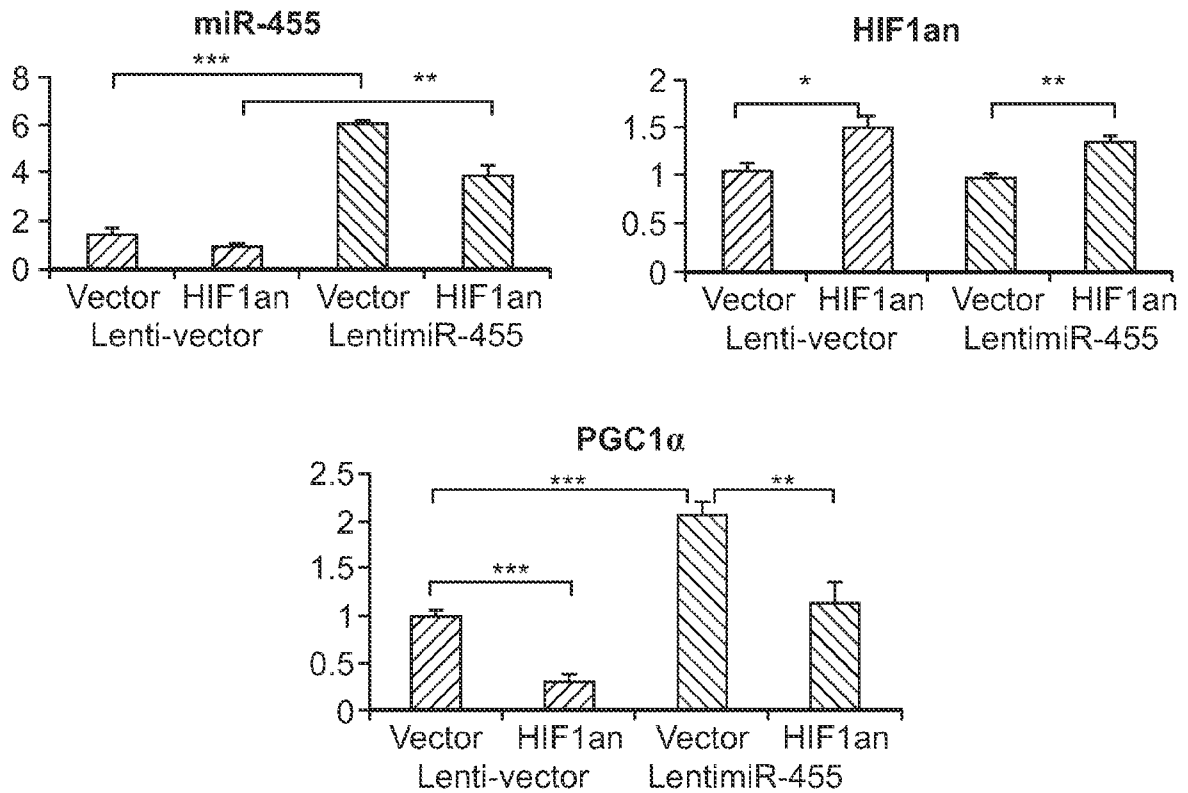 miR-455
***
**
8
6
4
2
0
Vector HIF1an Vector HIF1an
Lenti-vector LentimiR-455
HIF1an
*
**
2
1.5
1
0.5
0
Vector HIF1an Vector HIF1an
Lenti-vector LentimiR-455
PGC1α
2.5
***
**
2
1.5
***
1
0.5
0
Vector HIF1an Vector HIF1an
Lenti-vector LentimiR-455